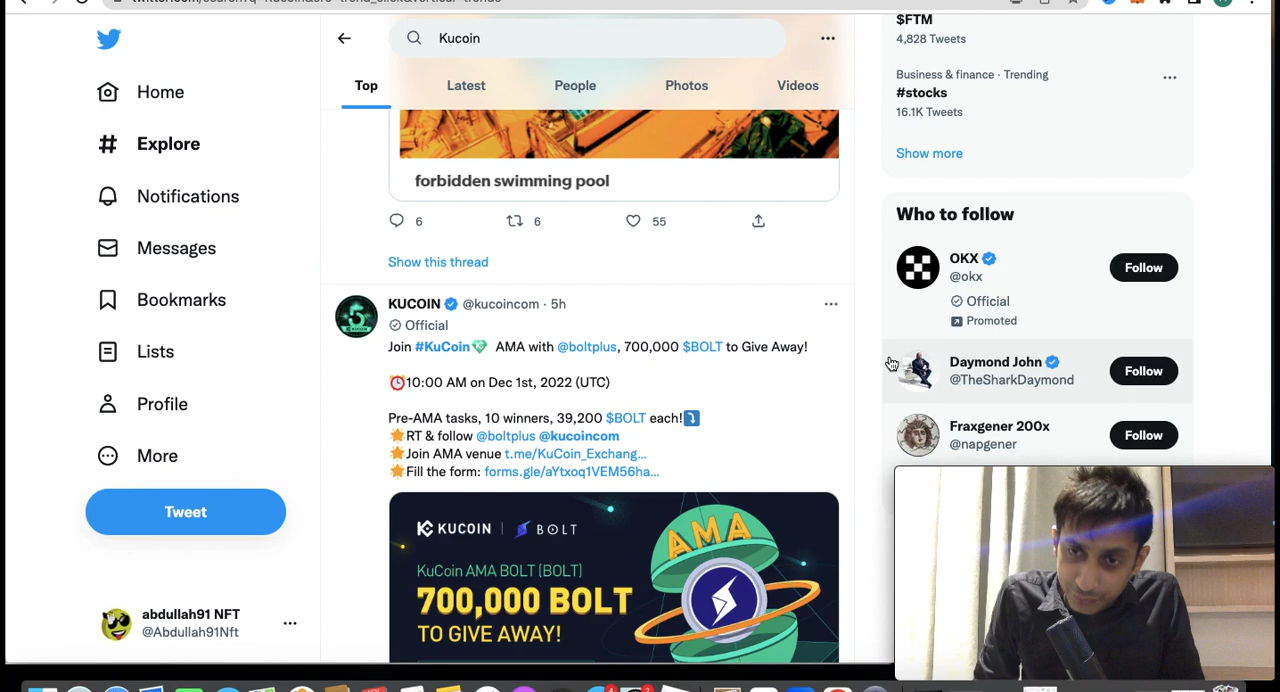 Kucoin
Home
Explore
Notifications
Messages
Bookmarks
Lists
Profile
More
Tweet
abdullah91 NFT
@Abdullah91Nft
Top
Latest
People
Photos
Videos
forbidden swimming pool
6
6
55
Show this thread
KUCOIN @kucoincom · 5h
Official
Join #KuCoin AMA with @boltplus, 700,000 $BOLT to Give Away!
10:00 AM on Dec 1st, 2022 (UTC)
Pre-AMA tasks, 10 winners, 39,200 $BOLT each!
RT & follow @boltplus @kucoincom
Join AMA venue t.me/KuCoin_Exchang...
Fill the form: forms.gle/aYtxoq1VEM56ha...
KUCOIN | BOLT
KuCoin AMA BOLT (BOLT)
700,000 BOLT
TO GIVE AWAY!
AMA
$FTM
4,828 Tweets
Business & finance · Trending
#stocks
16.1K Tweets
Show more
Who to follow
OKX
@okx
Official
Promoted
Follow
Daymond John
@TheSharkDaymond
Follow
Fraxgener 200x
@napgener
Follow